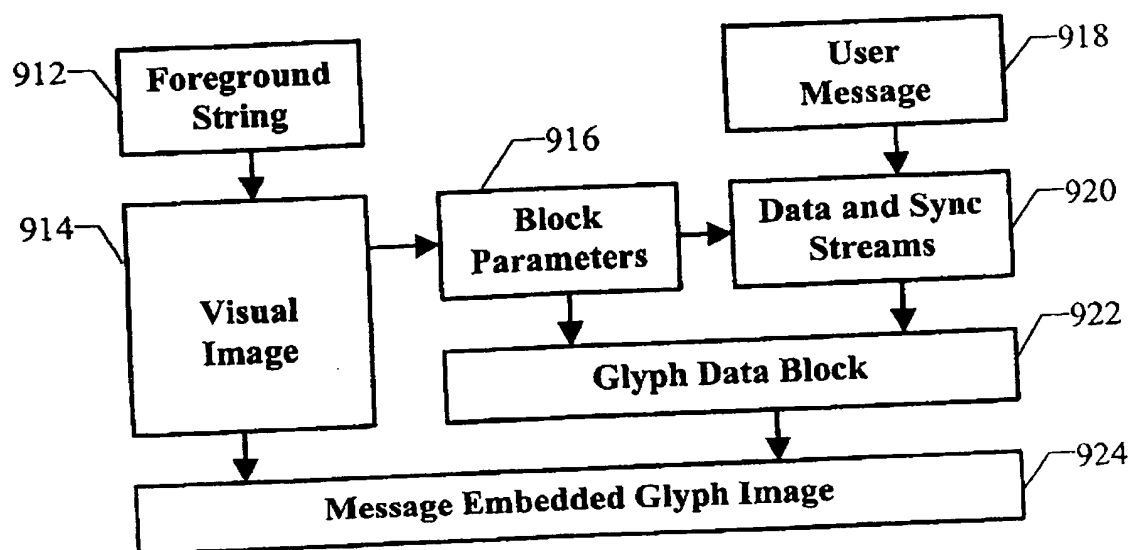 912
Foreground
String
918
User
Message
914
Visual
Image
916
Block
Parameters
920
Data and Sync
Streams
922
Glyph Data Block
924
Message Embedded Glyph Image